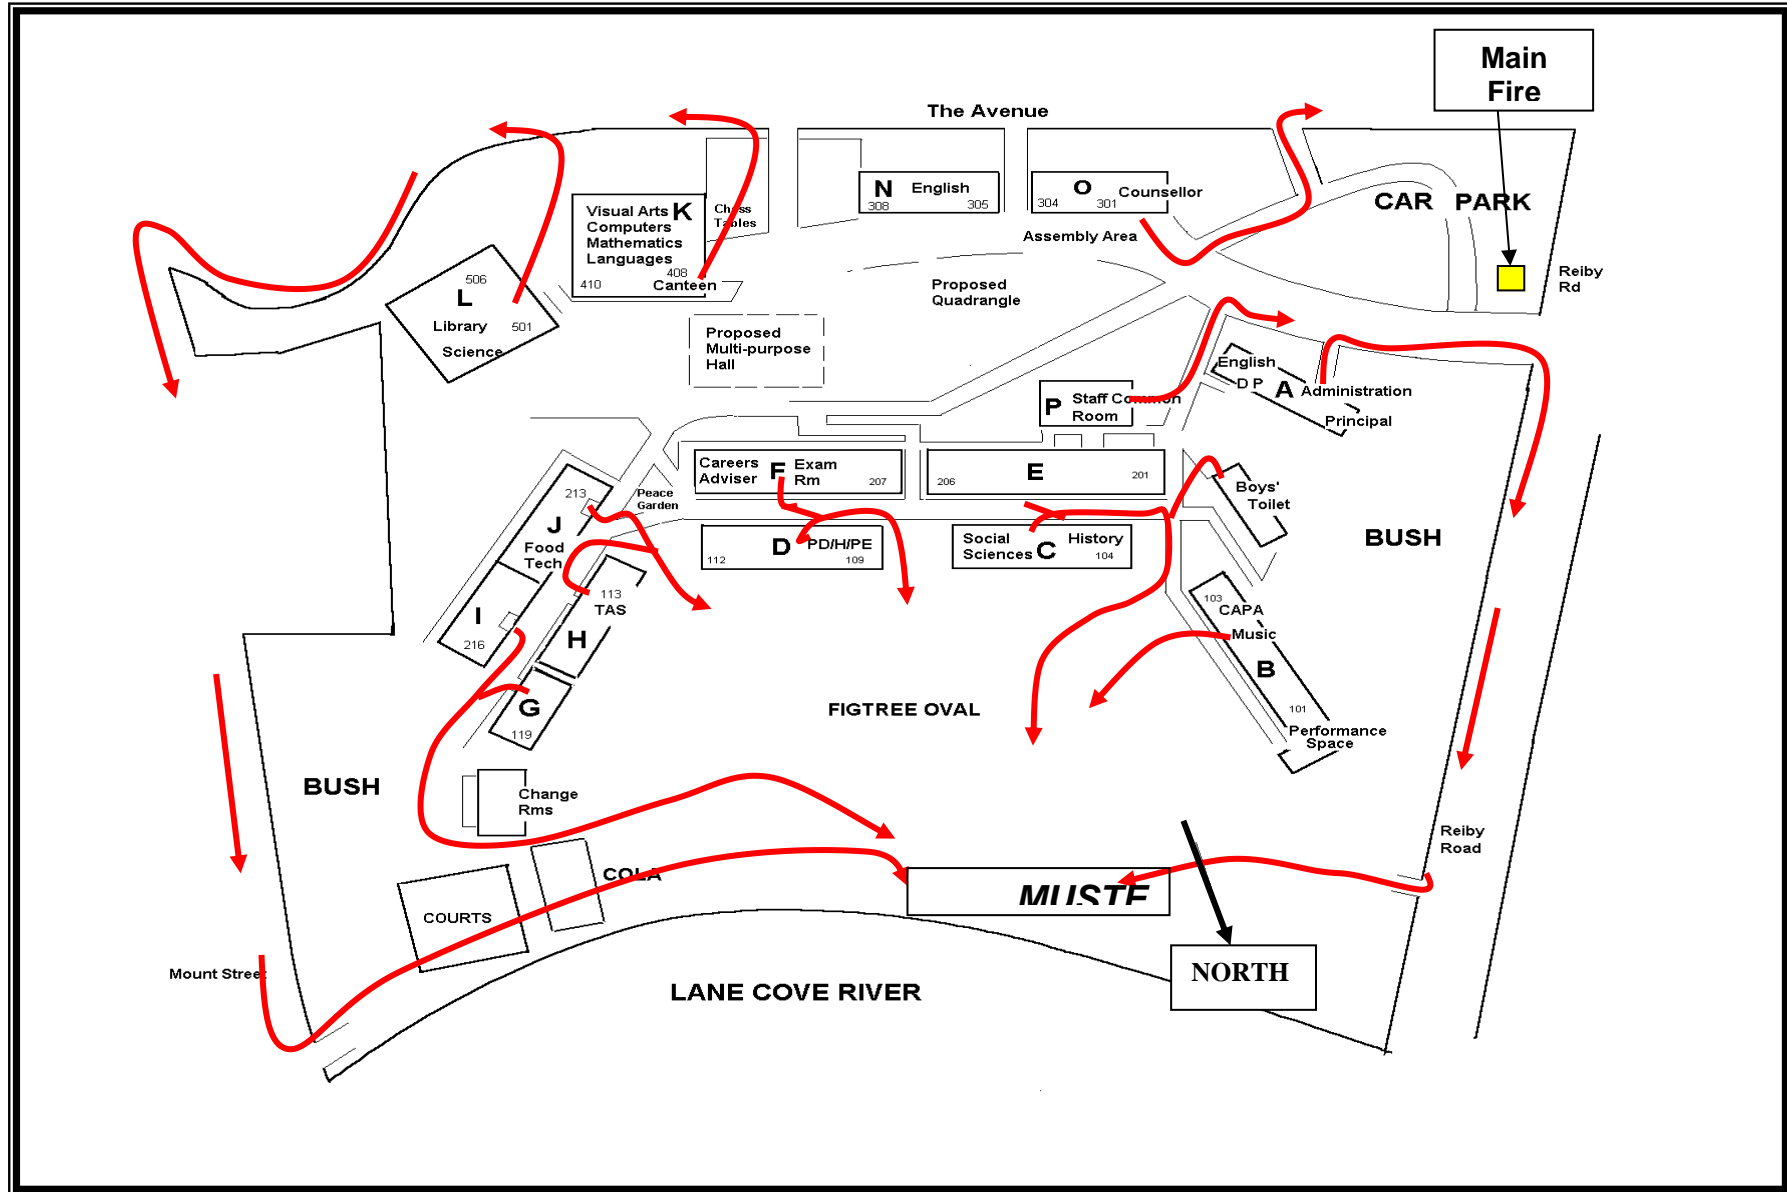 Main
Fire
The Avenue
N English
308 305
O Counsellor
304 301
CAR PARK
Visual Arts K
Computers
Mathematics
Languages
408
410 Canteen
Chess
Tables
Assembly Area
506
L
Library 501
Science
Proposed
Quadrangle
Reiby
Rd
Proposed
Multi-purpose
Hall
English
D P A Administration
Principal
P Staff Common
Room
Careers
Adviser F Exam
Rm 207
E
206 201
Boys'
Toilet
213
J
Food
Tech
Peace
Garden
D PD/H/PE
112 109
Social
Sciences C History
104
BUSH
I
216
113
TAS
H
103
CAPA
Music
B
101
Performance
Space
G
119
FIGTREE OVAL
BUSH
Change
Rms
Reiby
Road
COLA
COURTS
MUSTE
Mount Street
NORTH
LANE COVE RIVER